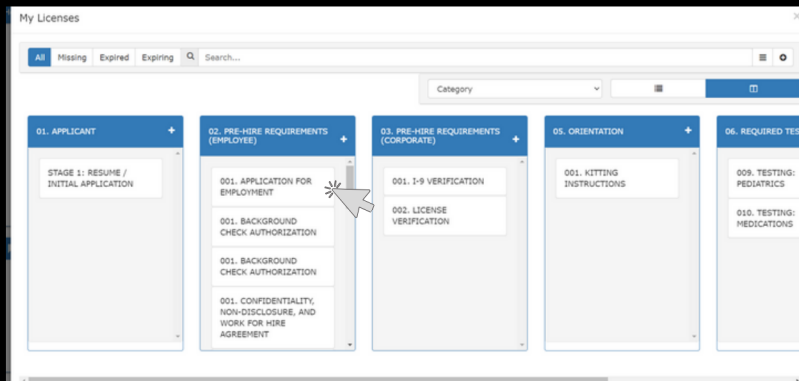 My Licenses
All Missing Expired Expiring Search...
Category
01. APPLICANT +
STAGE 1: RESUME /
INITIAL APPLICATION
02. PRE-HIRE REQUIREMENTS
(EMPLOYEE) +
001. APPLICATION FOR
EMPLOYMENT
001. BACKGROUND
CHECK AUTHORIZATION
001. BACKGROUND
CHECK AUTHORIZATION
001. CONFIDENTIALITY,
NON-DISCLOSURE, AND
WORK FOR HIRE
AGREEMENT
03. PRE-HIRE REQUIREMENTS
(CORPORATE) +
001. I-9 VERIFICATION
002. LICENSE
VERIFICATION
05. ORIENTATION +
001. KITTING
INSTRUCTIONS
06. REQUIRED TES
009. TESTING:
PEDIATRICS
010. TESTING:
MEDICATIONS